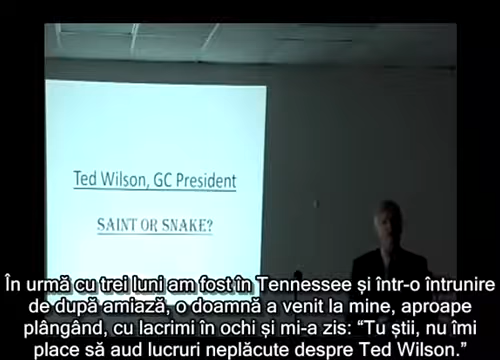 Ted Wilson, GC President
SAINT OR SNAKE?
În urmă cu trei luni am fost în Tennessee și într-o întrunire
de după amiază, o doamnă a venit la mine, aproape
plângând, cu lacrimi în ochi și mi-a zis: “Tu știi, nu îmi
place să aud lucruri neplăcute despre Ted Wilson.”